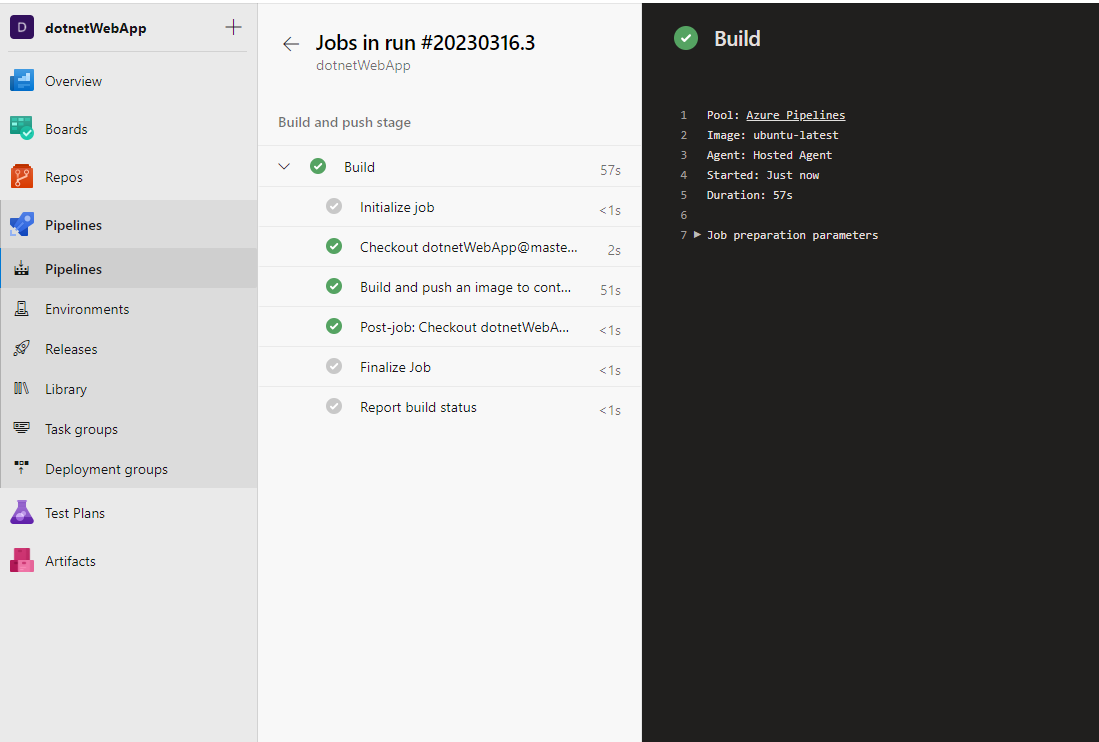 D dotnetWebApp
Overview
Boards
Repos
Pipelines
Pipelines
Environments
Releases
Library
Task groups
Deployment groups
Test Plans
Artifacts
Jobs in run #20230316.3
dotnetWebApp
Build and push stage
Build 57s
Initialize job <1s
Checkout dotnetWebApp@maste... 2s
Build and push an image to cont... 51s
Post-job: Checkout dotnetWebA... <1s
Finalize Job <1s
Report build status <1s
Build
1 Pool: Azure Pipelines
2 Image: ubuntu-latest
3 Agent: Hosted Agent
4 Started: Just now
5 Duration: 57s
6
7 Job preparation parameters